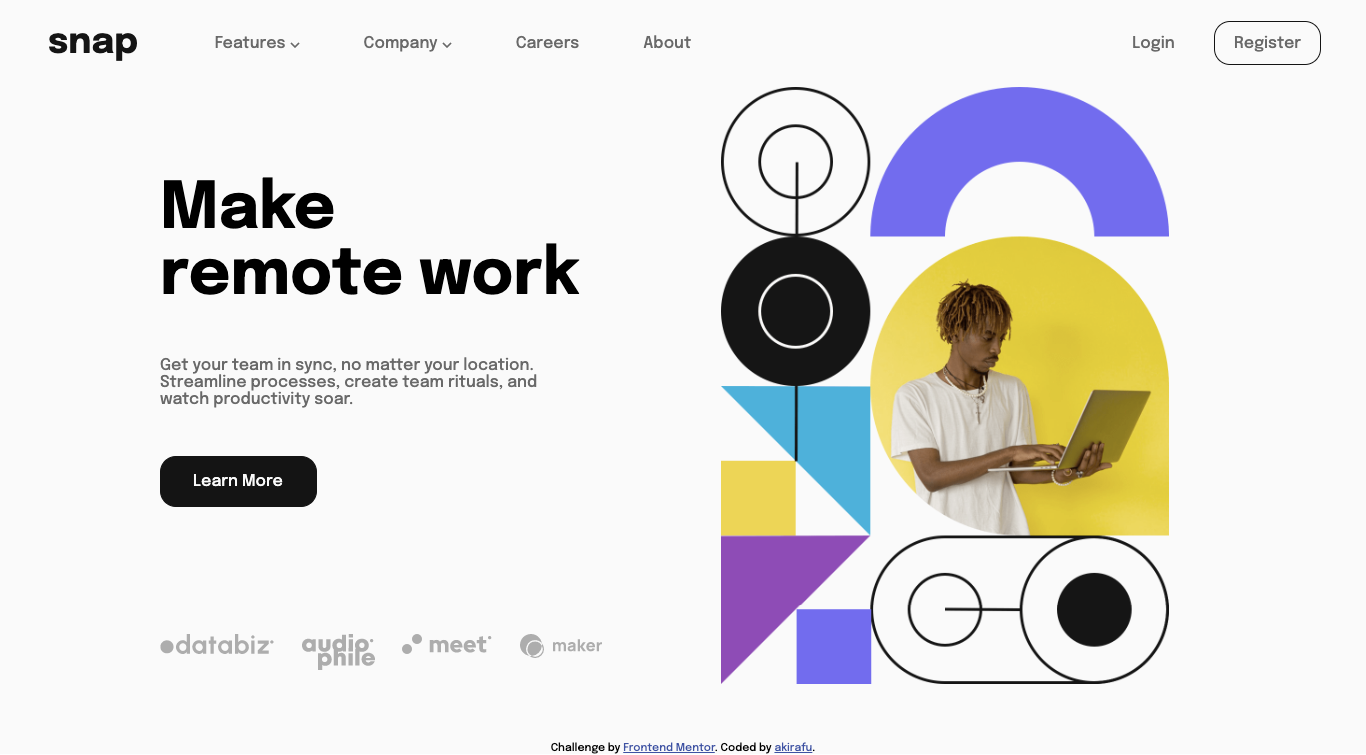 snap Features Company Careers About Login Register
Make
remote work
Get your team in sync, no matter your location.
Streamline processes, create team rituals, and
watch productivity soar.
Learn More
databiz audiophile meet maker
Challenge by Frontend Mentor. Coded by akirafu.